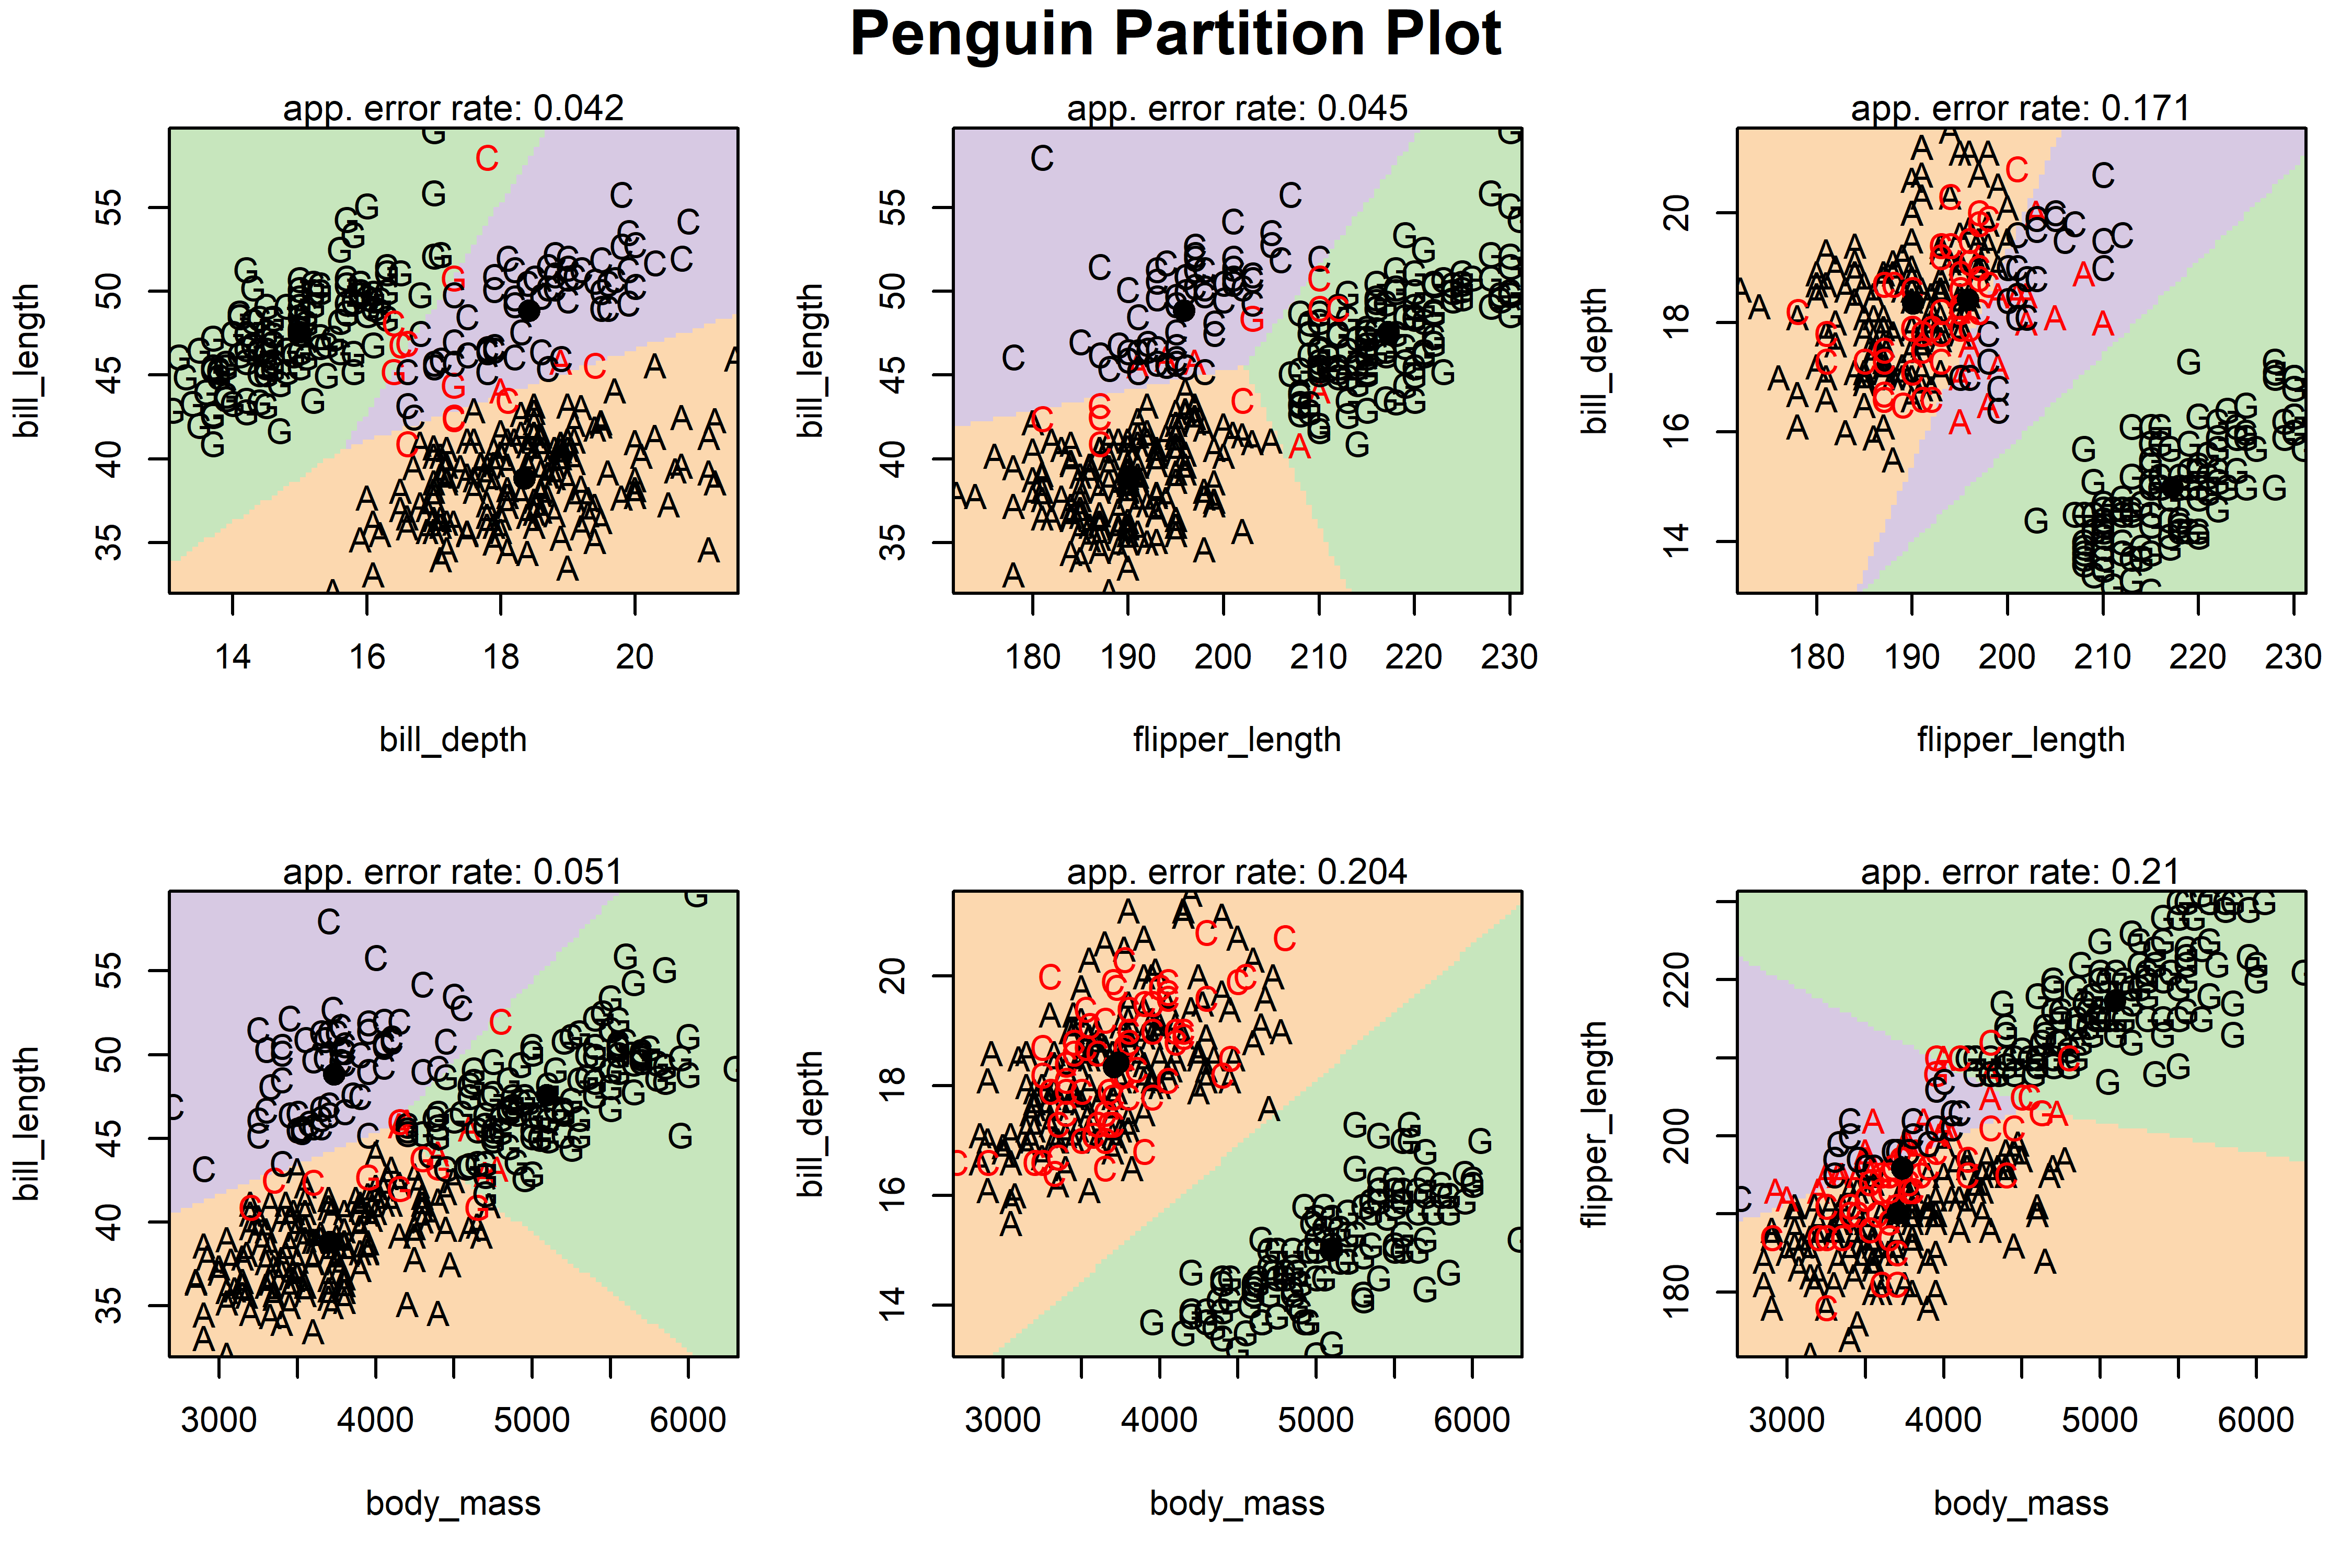 Penguin Partition Plot
app. error rate: 0.042
app. error rate: 0.045
app. error rate: 0.171
bill_length
35 40 45 50 55
14 16 18 20
bill_depth
bill_length
35 40 45 50 55
180 190 200 210 220 230
flipper_length
bill_depth
14 16 18 20
180 190 200 210 220 230
flipper_length
app. error rate: 0.051
app. error rate: 0.204
app. error rate: 0.21
bill_length
35 40 45 50 55
3000 4000 5000 6000
body_mass
bill_depth
14 16 18 20
3000 4000 5000 6000
body_mass
flipper_length
180 200 220
3000 4000 5000 6000
body_mass